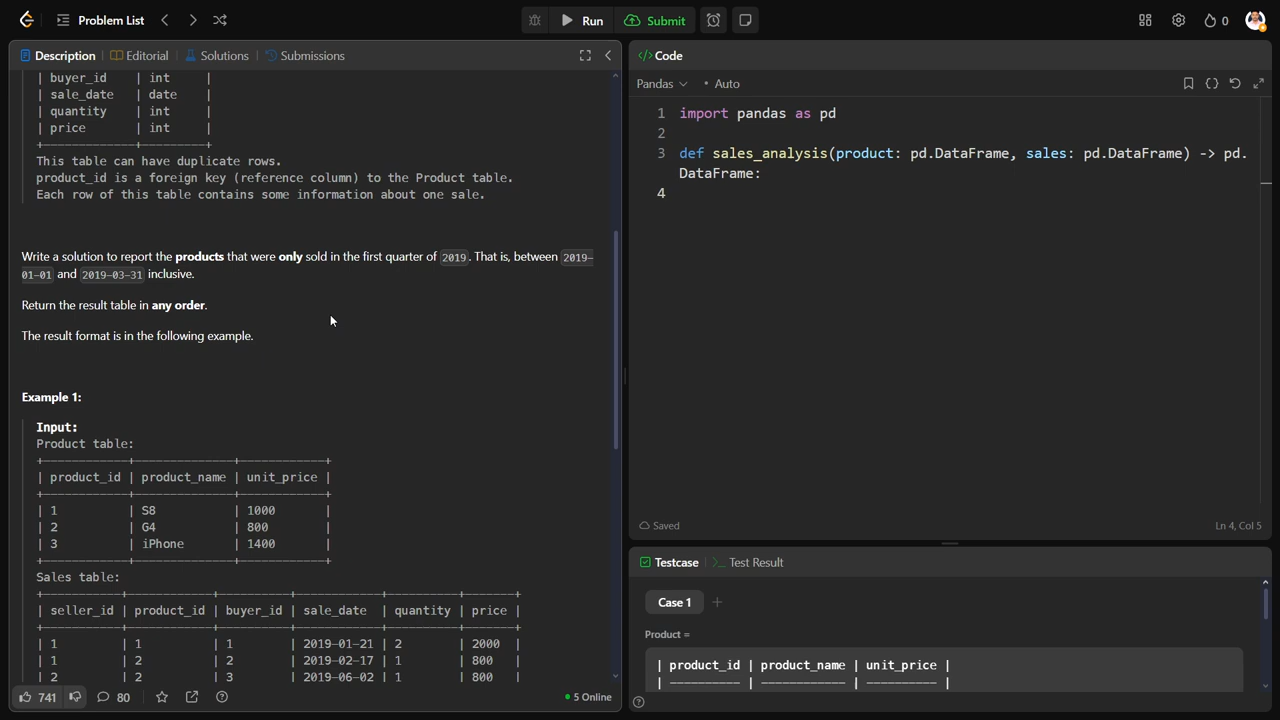 Problem List
Run
Submit
0
Description
Editorial
Solutions
Submissions
| buyer_id | int |
| sale_date | date |
| quantity | int |
| price | int |
+-------------+---------+
This table can have duplicate rows.
product_id is a foreign key (reference column) to the Product table.
Each row of this table contains some information about one sale.
Write a solution to report the products that were only sold in the first quarter of 2019. That is, between 2019-
01-01 and 2019-03-31 inclusive.
Return the result table in any order.
The result format is in the following example.
Example 1:
Input:
Product table:
+------------+--------------+------------+
| product_id | product_name | unit_price |
+------------+--------------+------------+
| 1 | S8 | 1000 |
| 2 | G4 | 800 |
| 3 | iPhone | 1400 |
+------------+--------------+------------+
Sales table:
+-----------+------------+----------+------------+----------+-------+
| seller_id | product_id | buyer_id | sale_date | quantity | price |
+-----------+------------+----------+------------+----------+-------+
| 1 | 1 | 1 | 2019-01-21 | 2 | 2000 |
| 1 | 2 | 2 | 2019-02-17 | 1 | 800 |
| 2 | 2 | 3 | 2019-06-02 | 1 | 800 |
741
80
5 Online
</> Code
Pandas
• Auto
1 import pandas as pd
2
3 def sales_analysis(product: pd.DataFrame, sales: pd.DataFrame) -> pd.
DataFrame:
4
Saved
Ln 4, Col 5
Testcase
>_ Test Result
Case 1
+
Product =
| product_id | product_name | unit_price |
| ---------- | ------------ | ---------- |